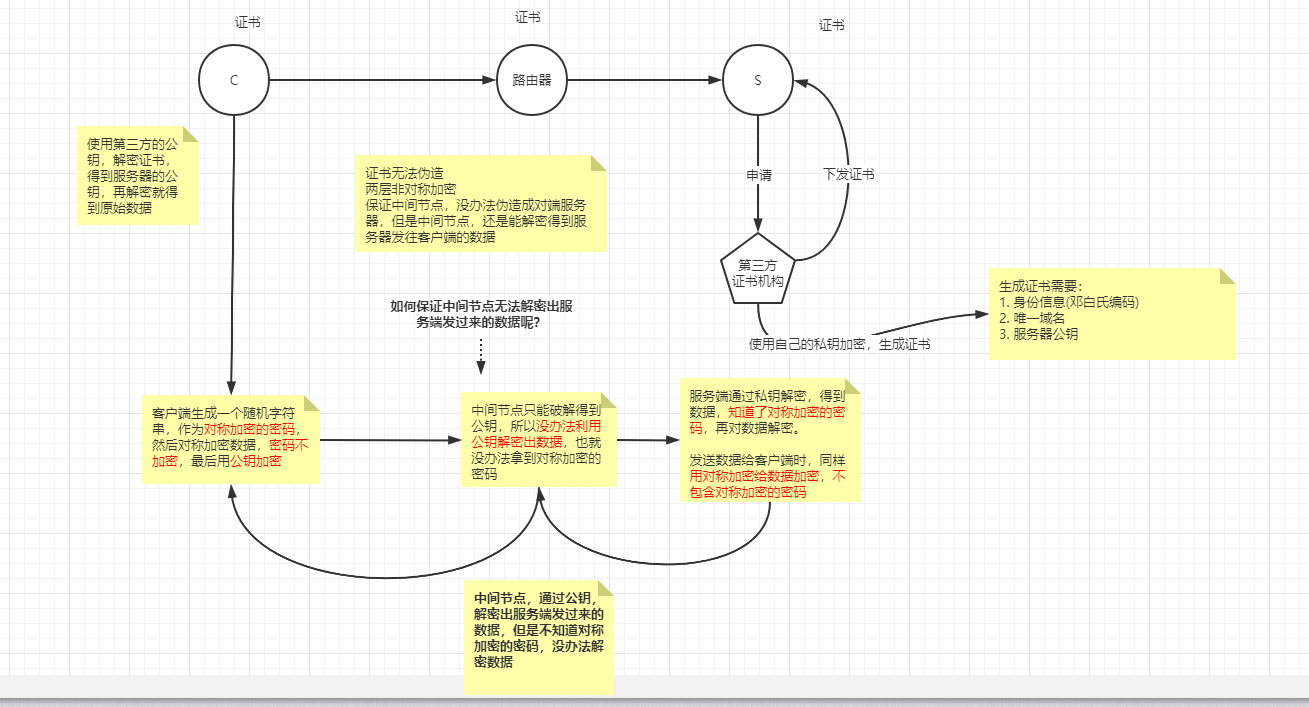 证书
证书
证书
C
路由器
S
使用第三方的公
钥，解密证书，
得到服务器的公
钥，再解密就得
到原始数据
证书无法伪造
两层非对称加密
保证中间节点，没办法伪造成对端服务
器，但是中间节点，还是能解密得到服
务器发往客户端的数据
申请
下发证书
第三方
证书机构
生成证书需要：
1. 身份信息(邓白氏编码)
2. 唯一域名
3. 服务器公钥
使用自己的私钥加密，生成证书
如何保证中间节点无法解密出服
务端发过来的数据呢？
客户端生成一个随机字符
串，作为对称加密的密码，
然后对称加密数据，密码不
加密，最后用公钥加密
中间节点只能破解得到
公钥，所以没办法利用
公钥解密出数据，也就
没办法拿到对称加密的
密码
服务端通过私钥解密，得到
数据，知道了对称加密的密
码，再对数据解密。
发送数据给客户端时，同样
用对称加密给数据加密，不
包含对称加密的密码
中间节点，通过公钥，
解密出服务端发过来的
数据，但是不知道对称
加密的密码，没办法解
密数据